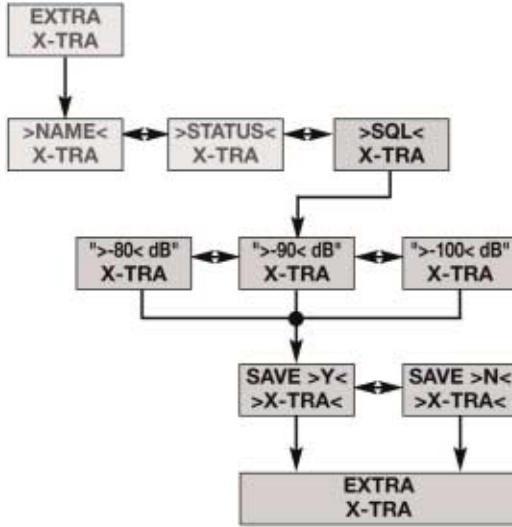 EXTRA
X-TRA
>NAME<
X-TRA
>STATUS<
X-TRA
>SQL<
X-TRA
">-80< dB"
X-TRA
">-90< dB"
X-TRA
">-100< dB"
X-TRA
SAVE >Y<
>X-TRA<
SAVE >N<
>X-TRA<
EXTRA
X-TRA